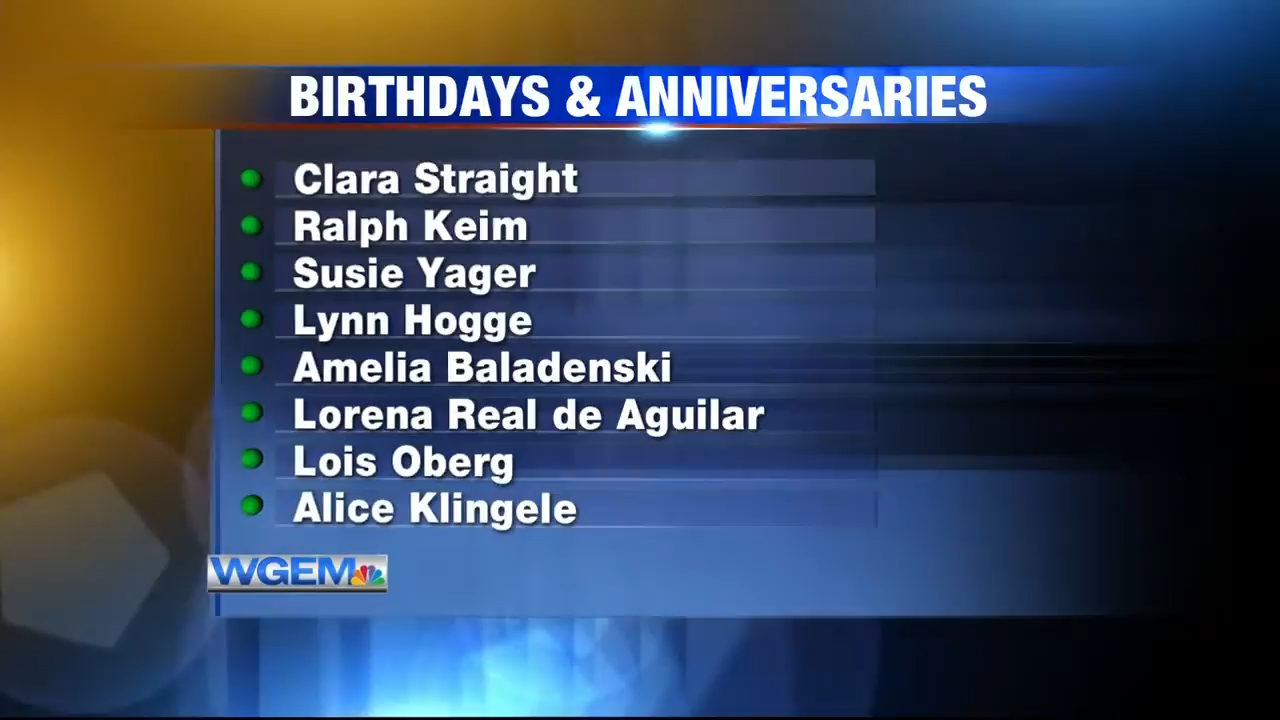 BIRTHDAYS & ANNIVERSARIES
Clara Straight
Ralph Keim
Susie Yager
Lynn Hogge
Amelia Baladenski
Lorena Real de Aguilar
Lois Oberg
Alice Klingele
WGEM